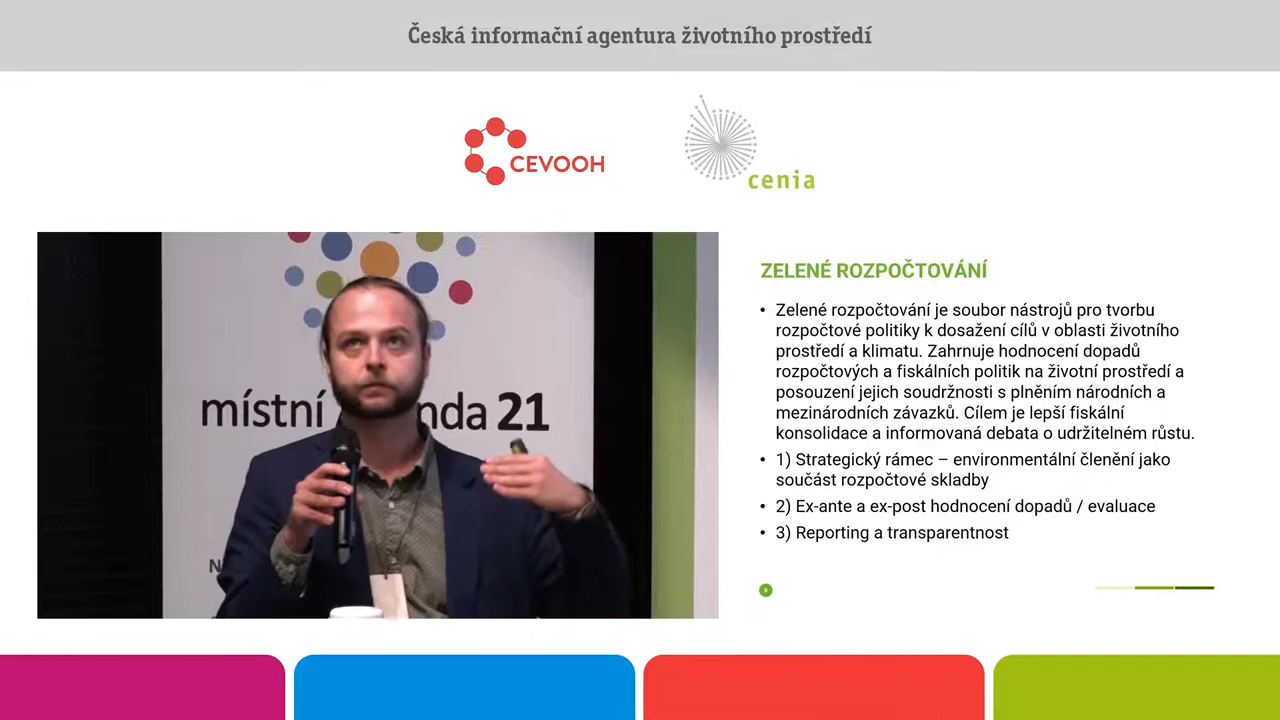 Česká informační agentura životního prostředí
CEVOOH
cenia
místní
nda 21
N
ZELENÉ ROZPOČTOVÁNÍ
• Zelené rozpočtování je soubor nástrojů pro tvorbu
rozpočtové politiky k dosažení cílů v oblasti životního
prostředí a klimatu. Zahrnuje hodnocení dopadů
rozpočtových a fiskálních politik na životní prostředí a
posouzení jejich soudržnosti s plněním národních a
mezinárodních závazků. Cílem je lepší fiskální
konsolidace a informovaná debata o udržitelném růstu.
• 1) Strategický rámec – environmentální členění jako
součást rozpočtové skladby
• 2) Ex-ante a ex-post hodnocení dopadů / evaluace
• 3) Reporting a transparentnost